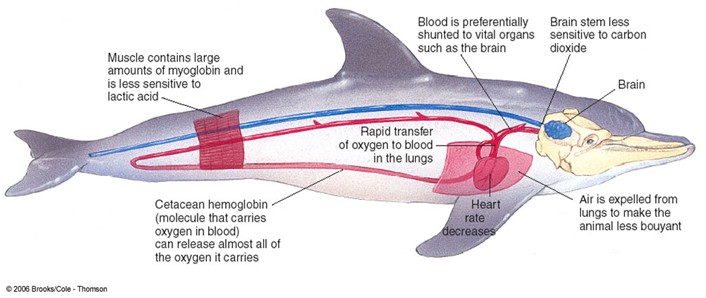 Blood is preferentially
shunted to vital organs
such as the brain
Brain stem less
sensitive to carbon
dioxide
Muscle contains large
amounts of myoglobin and
is less sensitive to
lactic acid
Brain
Rapid transfer
of oxygen to blood
in the lungs
Cetacean hemoglobin
(molecule that carries
oxygen in blood)
can release almost all of
the oxygen it carries
Heart
rate
decreases
Air is expelled from
lungs to make the
animal less bouyant
© 2006 Brooks/Cole - Thomson